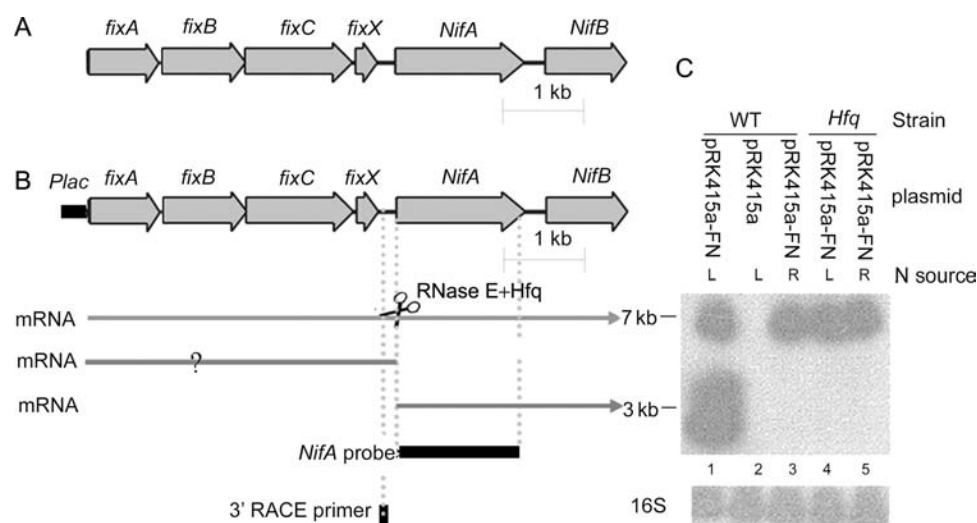 A
fixA fixB fixC fixX NifA NifB
1 kb
B
Plac fixA fixB fixC fixX NifA NifB
1 kb
RNase E+Hfq
mRNA
7 kb
mRNA ?
mRNA
3 kb
NifA probe
3' RACE primer
C
WT Hfq Strain
pRK415a-FN pRK415a pRK415a-FN pRK415a-FN pRK415a-FN plasmid
L L R L R N source
1 2 3 4 5
16S